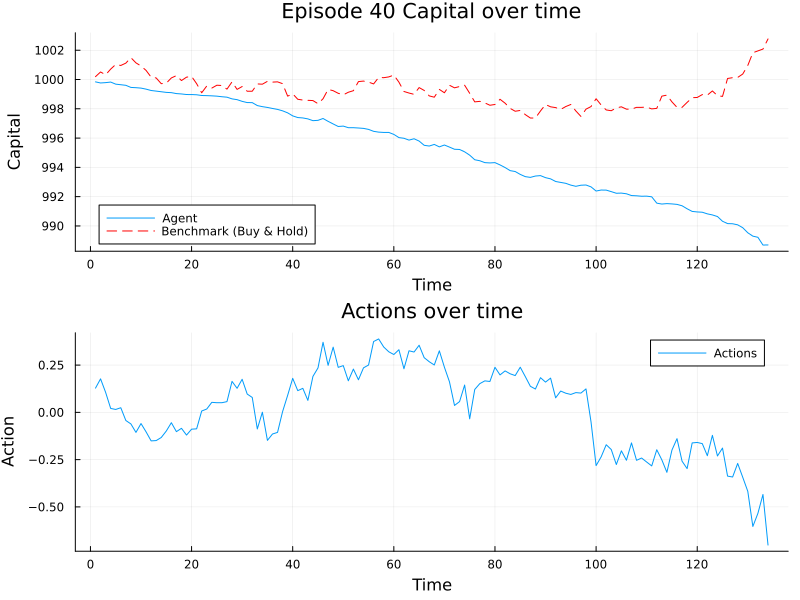 Episode 40 Capital over time
Capital
1002
1000
998
996
994
992
990
Agent
Benchmark (Buy & Hold)
0 20 40 60 80 100 120
Time
Actions over time
Action
0.25
0.00
−0.25
−0.50
Actions
0 20 40 60 80 100 120
Time